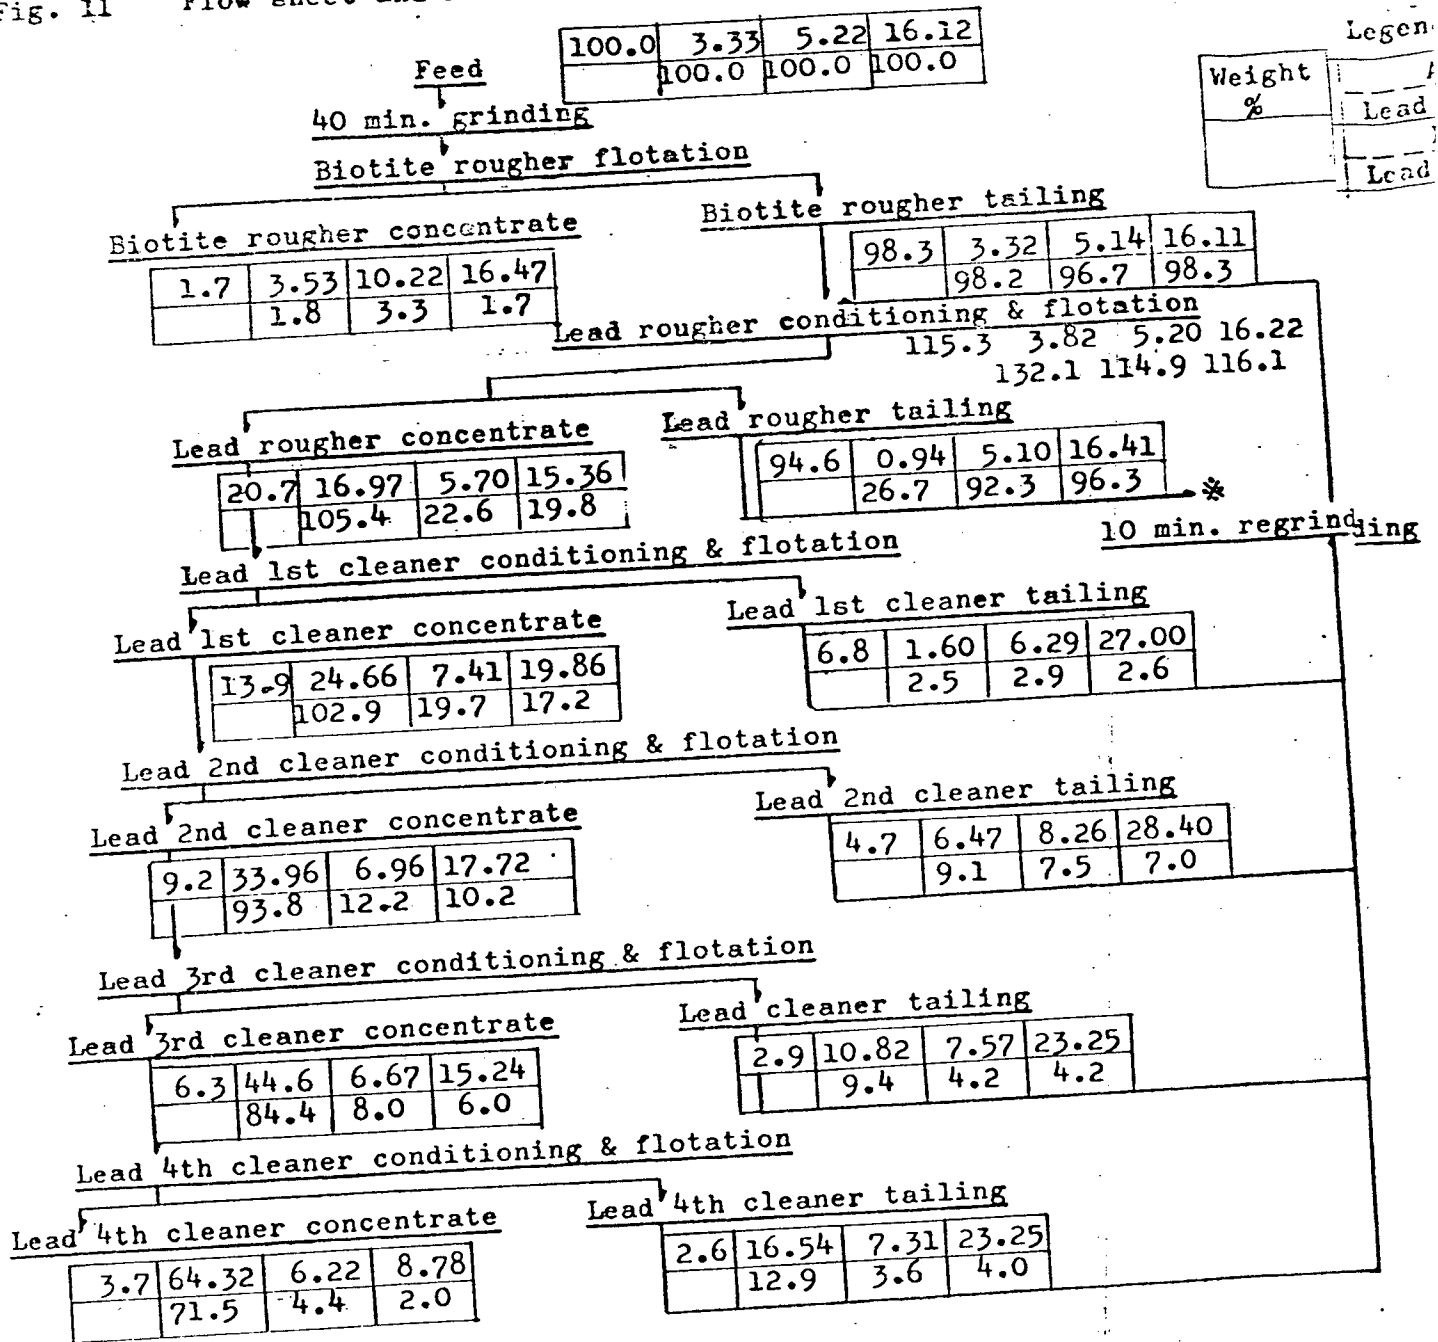 Fig. 11 Flow sheet and
100.0 3.33 5.22 16.12
100.0 100.0 100.0
Feed
Weight
%
Lead
Lead
40 min. grinding
Biotite rougher flotation
Biotite rougher concentrate
1.7 3.53 10.22 16.47
1.8 3.3 1.7
Biotite rougher tailing
98.3 3.32 5.14 16.11
98.2 96.7 98.3
Lead rougher conditioning & flotation
115.3 3.82 5.20 16.22
132.1 114.9 116.1
Lead rougher concentrate
20.7 16.97 5.70 15.36
105.4 22.6 19.8
Lead rougher tailing
94.6 0.94 5.10 16.41
26.7 92.3 96.3
※
10 min. regrinding
Lead 1st cleaner conditioning & flotation
Lead 1st cleaner concentrate
13.9 24.66 7.41 19.86
102.9 19.7 17.2
Lead 1st cleaner tailing
6.8 1.60 6.29 27.00
2.5 2.9 2.6
Lead 2nd cleaner conditioning & flotation
Lead 2nd cleaner concentrate
9.2 33.96 6.96 17.72
93.8 12.2 10.2
Lead 2nd cleaner tailing
4.7 6.47 8.26 28.40
9.1 7.5 7.0
Lead 3rd cleaner conditioning & flotation
Lead 3rd cleaner concentrate
6.3 44.6 6.67 15.24
84.4 8.0 6.0
Lead cleaner tailing
2.9 10.82 7.57 23.25
9.4 4.2 4.2
Lead 4th cleaner conditioning & flotation
Lead 4th cleaner concentrate
3.7 64.32 6.22 8.78
71.5 4.4 2.0
Lead 4th cleaner tailing
2.6 16.54 7.31 23.25
12.9 3.6 4.0